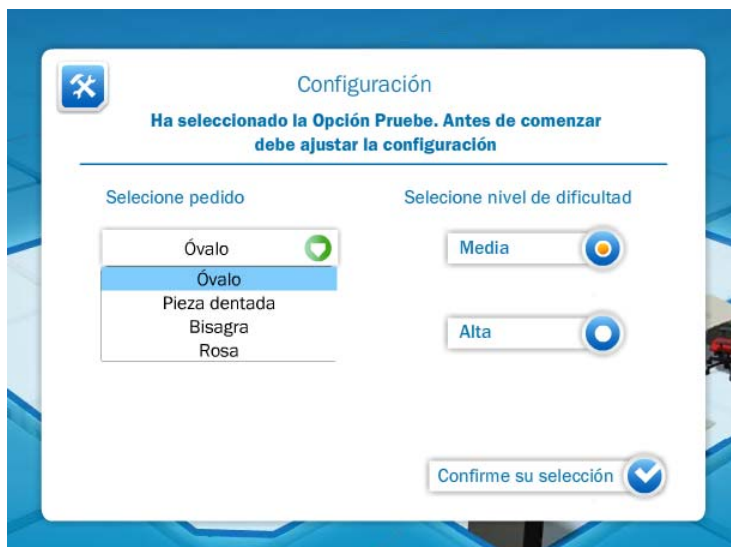 Configuración
Ha seleccionado la Opción Pruebe. Antes de comenzar
debe ajustar la configuración
Selecione pedido
Selecione nivel de dificultad
Óvalo
Óvalo
Pieza dentada
Bisagra
Rosa
Media
Alta
Confirme su selección